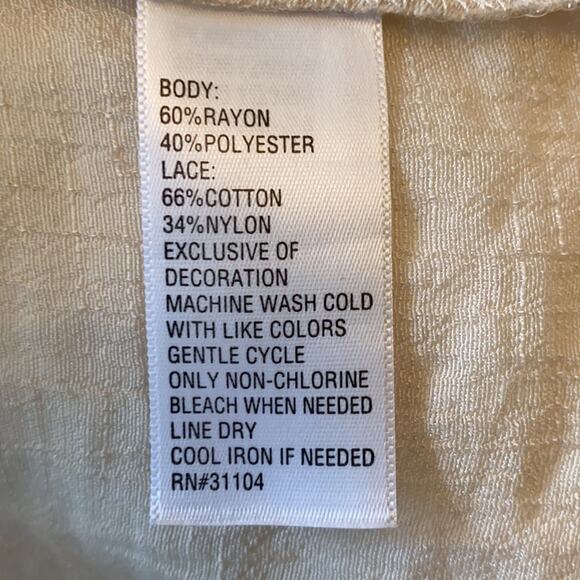 BODY:
60%RAYON
40%POLYESTER
LACE:
66%COTTON
34%NYLON
EXCLUSIVE OF
DECORATION
MACHINE WASH COLD
WITH LIKE COLORS
GENTLE CYCLE
ONLY NON-CHLORINE
BLEACH WHEN NEEDED
LINE DRY
COOL IRON IF NEEDED
RN#31104